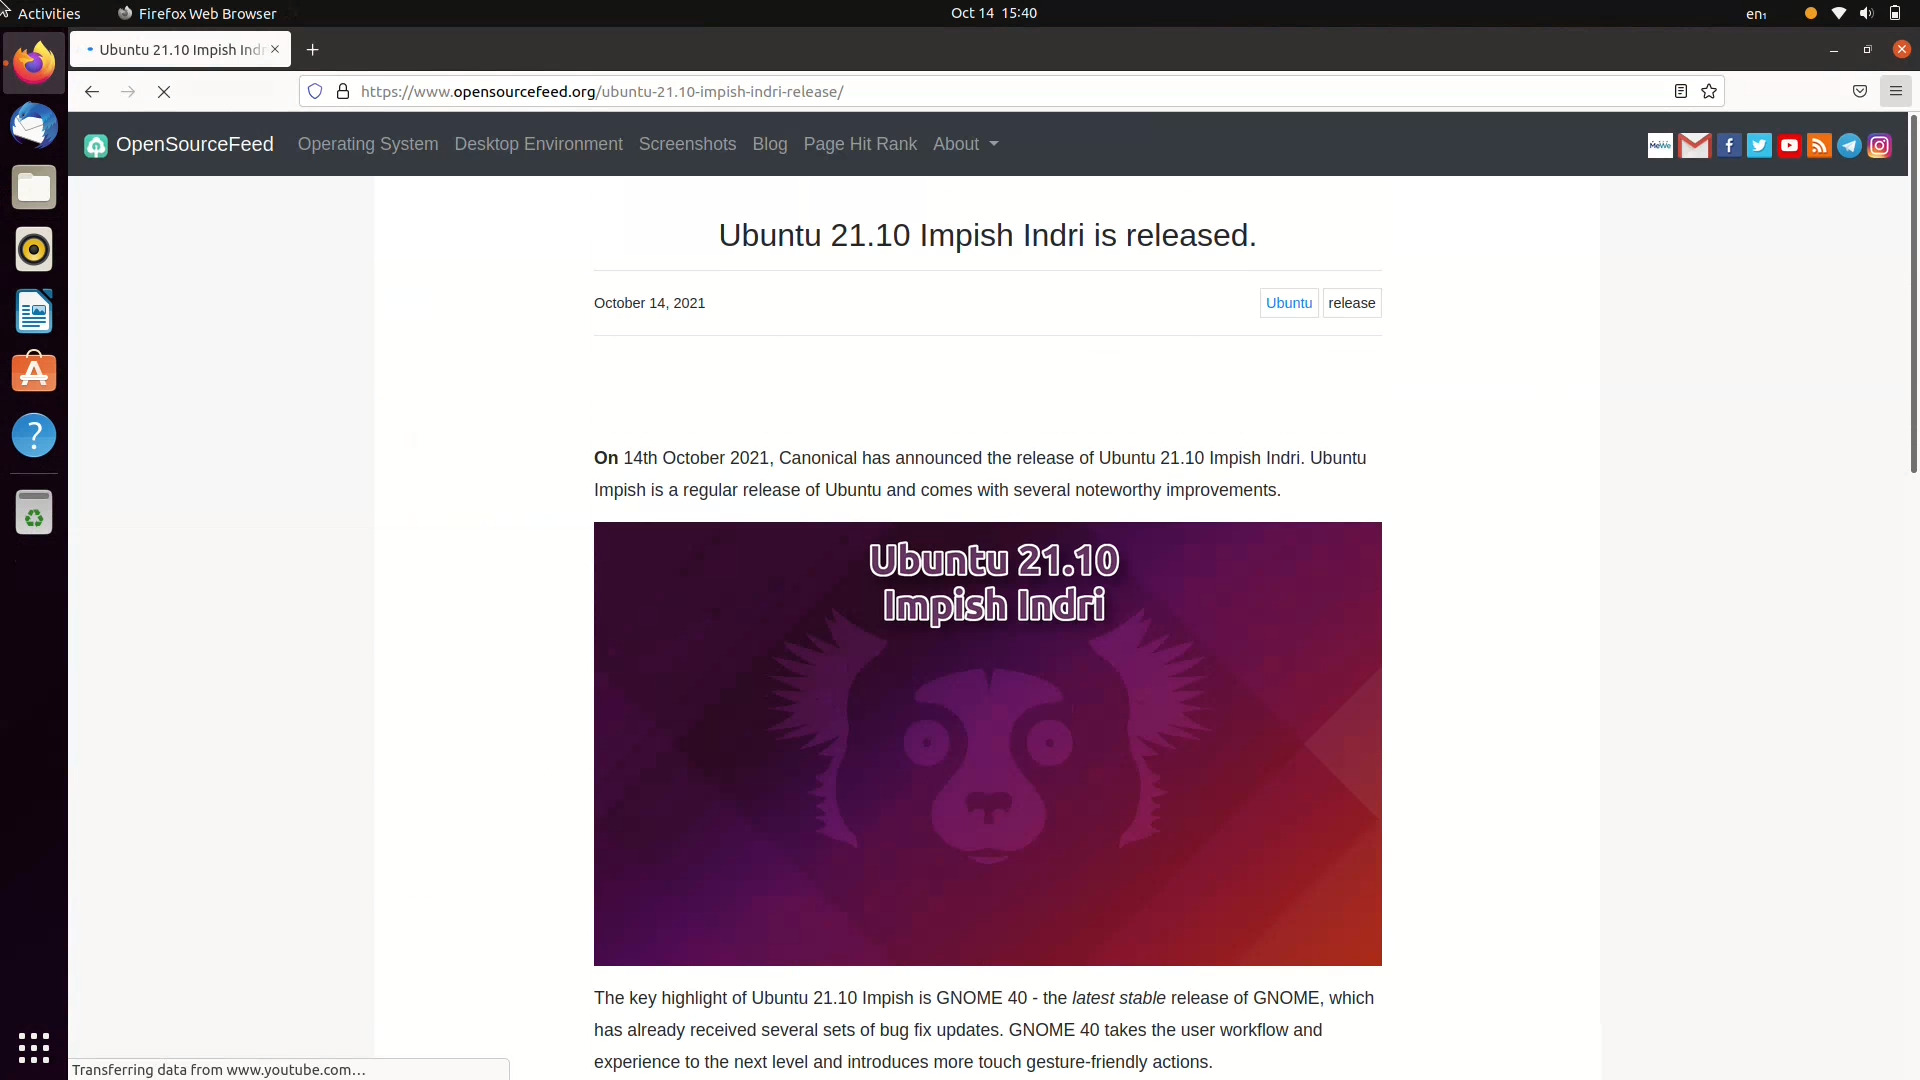 Activities
Firefox Web Browser
Oct 14 15:40
en₁
Ubuntu 21.10 Impish Indr
https://www.opensourcefeed.org/ubuntu-21.10-impish-indri-release/
OpenSourceFeed
Operating System
Desktop Environment
Screenshots
Blog
Page Hit Rank
About
MeWe
Ubuntu 21.10 Impish Indri is released.
October 14, 2021
Ubuntu
release
On 14th October 2021, Canonical has announced the release of Ubuntu 21.10 Impish Indri. Ubuntu
Impish is a regular release of Ubuntu and comes with several noteworthy improvements.
Ubuntu 21.10
Impish Indri
The key highlight of Ubuntu 21.10 Impish is GNOME 40 - the latest stable release of GNOME, which
has already received several sets of bug fix updates. GNOME 40 takes the user workflow and
experience to the next level and introduces more touch gesture-friendly actions.
Transferring data from www.youtube.com…